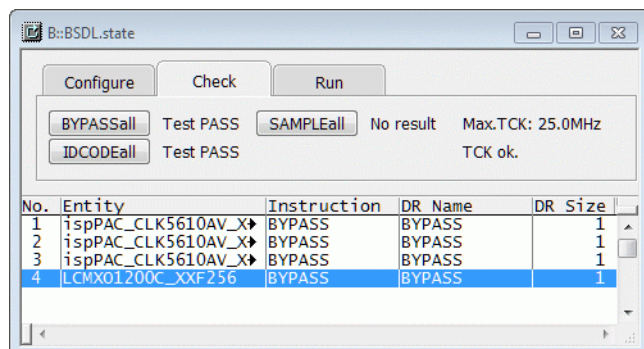 B::BSDL.state
Configure Check Run
BYPASSall Test PASS SAMPLEall No result Max.TCK: 25.0MHz
IDCODEall Test PASS TCK ok.
No. Entity Instruction DR Name DR Size
1 ispPAC_CLK5610AV_X BYPASS BYPASS 1
2 ispPAC_CLK5610AV_X BYPASS BYPASS 1
3 ispPAC_CLK5610AV_X BYPASS BYPASS 1
4 LCMXO1200C_XXF256 BYPASS BYPASS 1